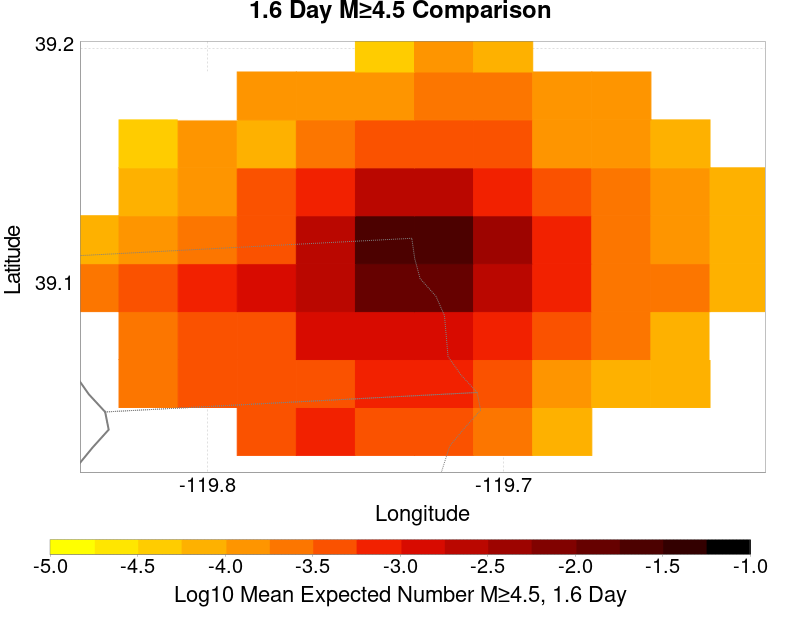 1.6 Day M≥4.5 Comparison
39.2
39.1
Latitude
-119.8 -119.7
Longitude
-5.0 -4.5 -4.0 -3.5 -3.0 -2.5 -2.0 -1.5 -1.0
Log10 Mean Expected Number M≥4.5, 1.6 Day